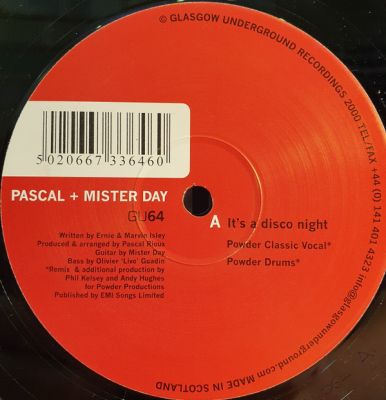 © GLASGOW UNDERGROUND RECORDINGS 2000 TEL/FAX +44 (0) 141 401 4323 info@glasgowunderground.com MADE IN SCOTLAND
5 020667 336460
PASCAL + MISTER DAY
GU64
Written by Ernie & Marvin Isley
Produced & arranged by Pascal Rioux
Guitar by Mister Day
Bass by Olivier 'Live' Guadin
*Remix & additional production by
Phil Kelsey and Andy Hughes
for Powder Productions
Published by EMI Songs Limited
A It's a disco night
Powder Classic Vocal*
Powder Drums*